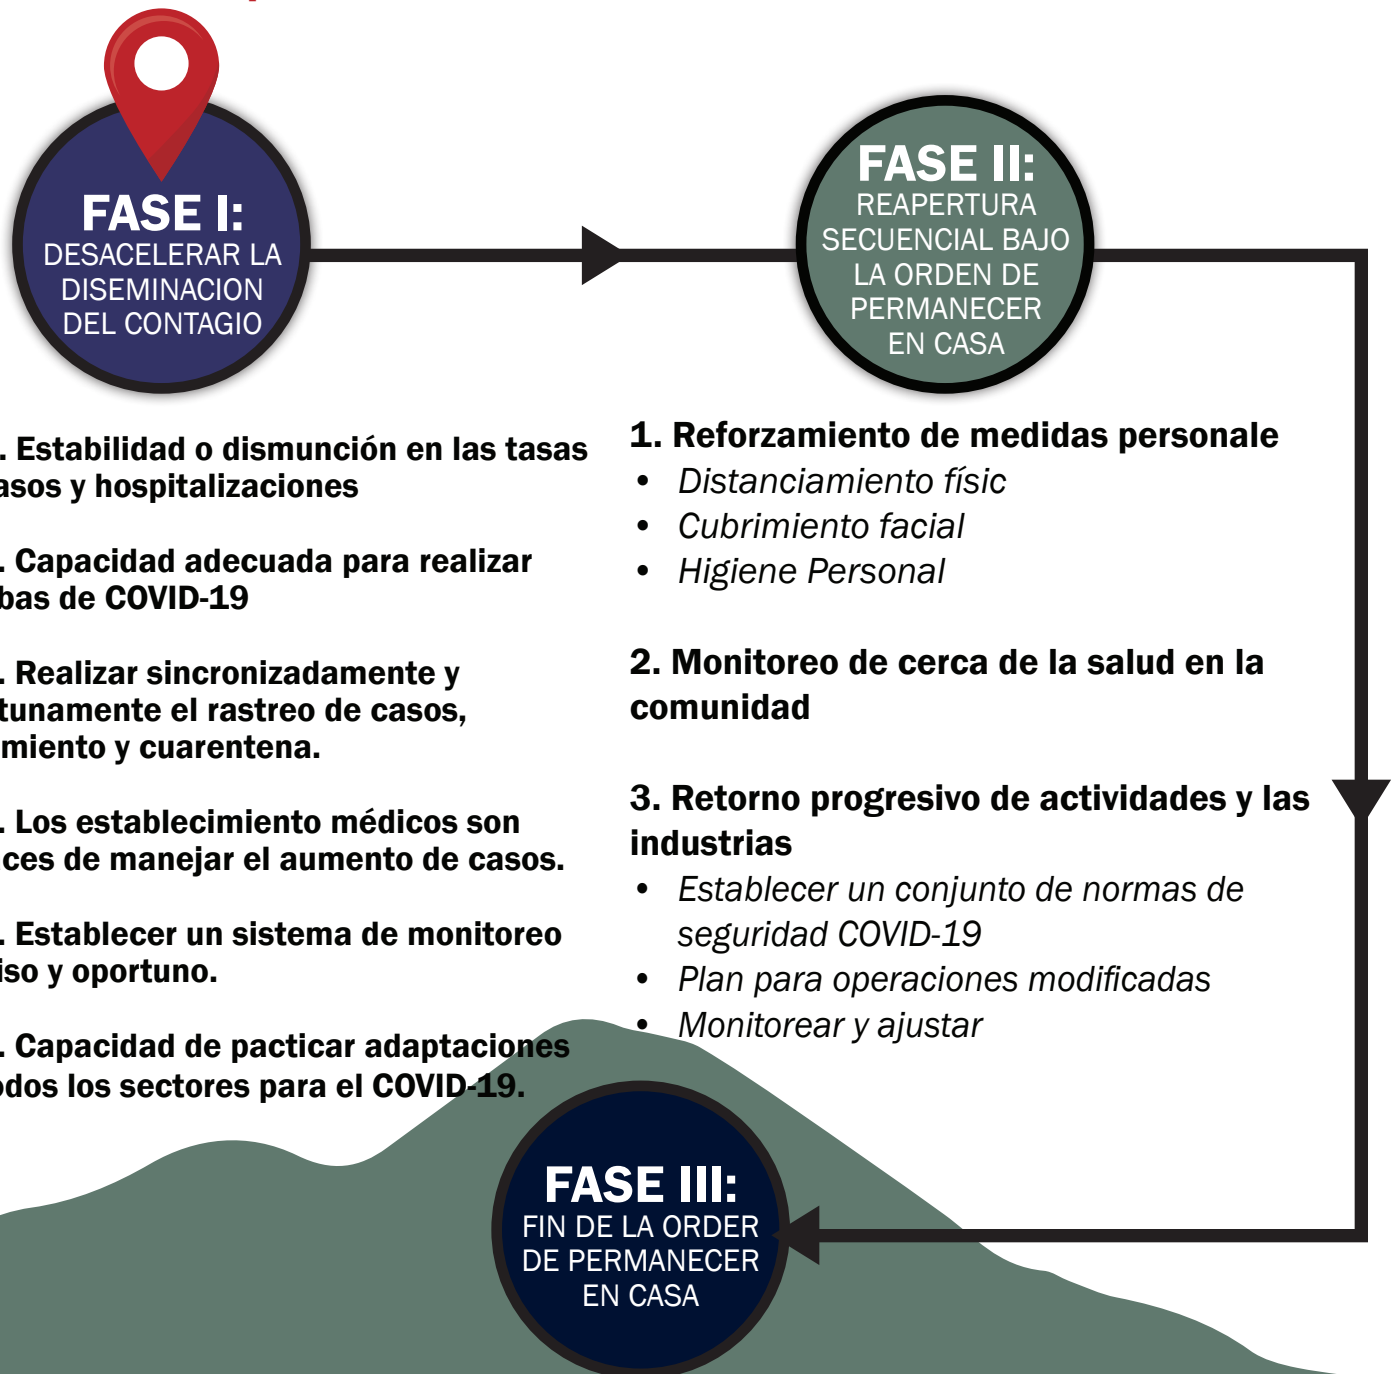 FASE I:
DESACELERAR LA
DISEMINACION
DEL CONTAGIO
FASE II:
REAPERTURA
SECUENCIAL BAJO
LA ORDEN DE
PERMANECER
EN CASA
. Estabilidad o dismunción en las tasas
asos y hospitalizaciones
. Capacidad adecuada para realizar
bas de COVID-19
. Realizar sincronizadamente y
tunamente el rastreo de casos,
miento y cuarentena.
. Los establecimiento médicos son
ces de manejar el aumento de casos.
. Establecer un sistema de monitoreo
iso y oportuno.
. Capacidad de pacticar adaptaciones
odos los sectores para el COVID-19.
1. Reforzamiento de medidas personale
• Distanciamiento físic
• Cubrimiento facial
• Higiene Personal
2. Monitoreo de cerca de la salud en la
comunidad
3. Retorno progresivo de actividades y las
industrias
• Establecer un conjunto de normas de
seguridad COVID-19
• Plan para operaciones modificadas
• Monitorear y ajustar
FASE III:
FIN DE LA ORDER
DE PERMANECER
EN CASA